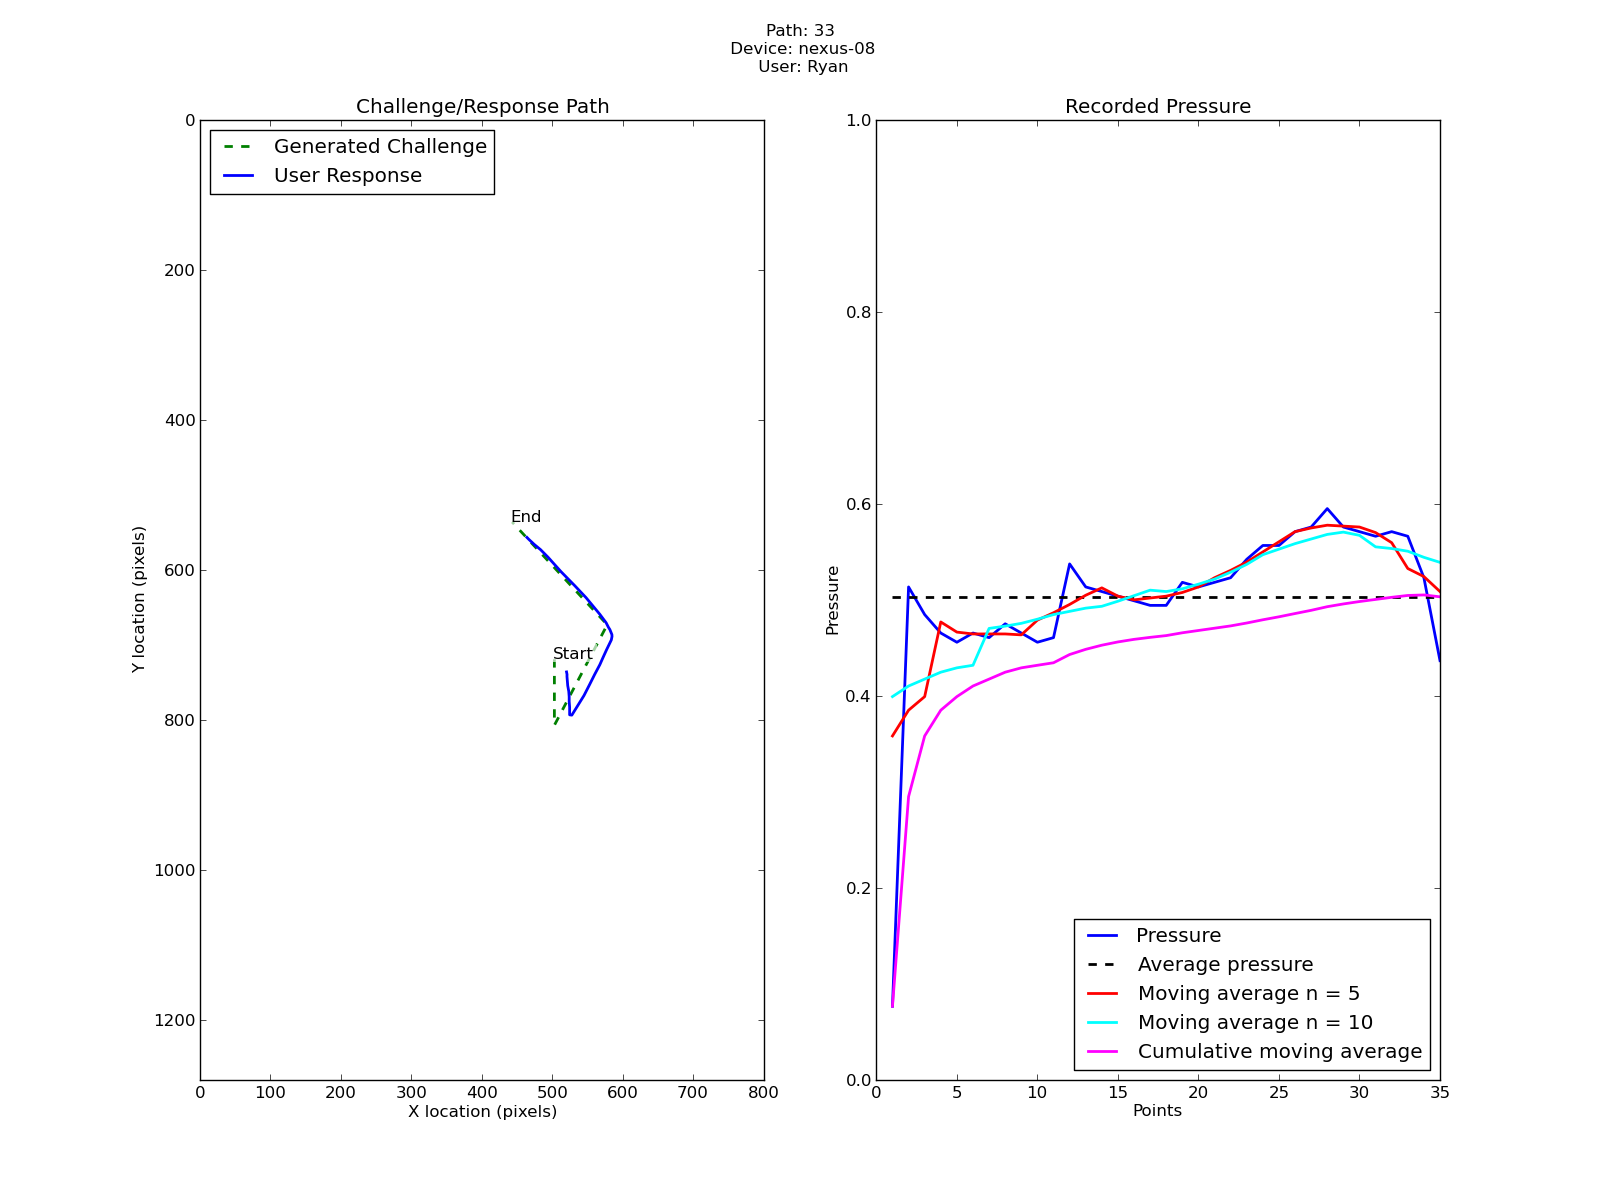 Path: 33
Device: nexus-08
User: Ryan
Challenge/Response Path
Generated Challenge
User Response
0
200
400
600
800
1000
1200
Y location (pixels)
End
Start
0 100 200 300 400 500 600 700 800
X location (pixels)
Recorded Pressure
1.0
0.8
0.6
0.4
0.2
0.0
Pressure
Pressure
Average pressure
Moving average n = 5
Moving average n = 10
Cumulative moving average
0 5 10 15 20 25 30 35
Points